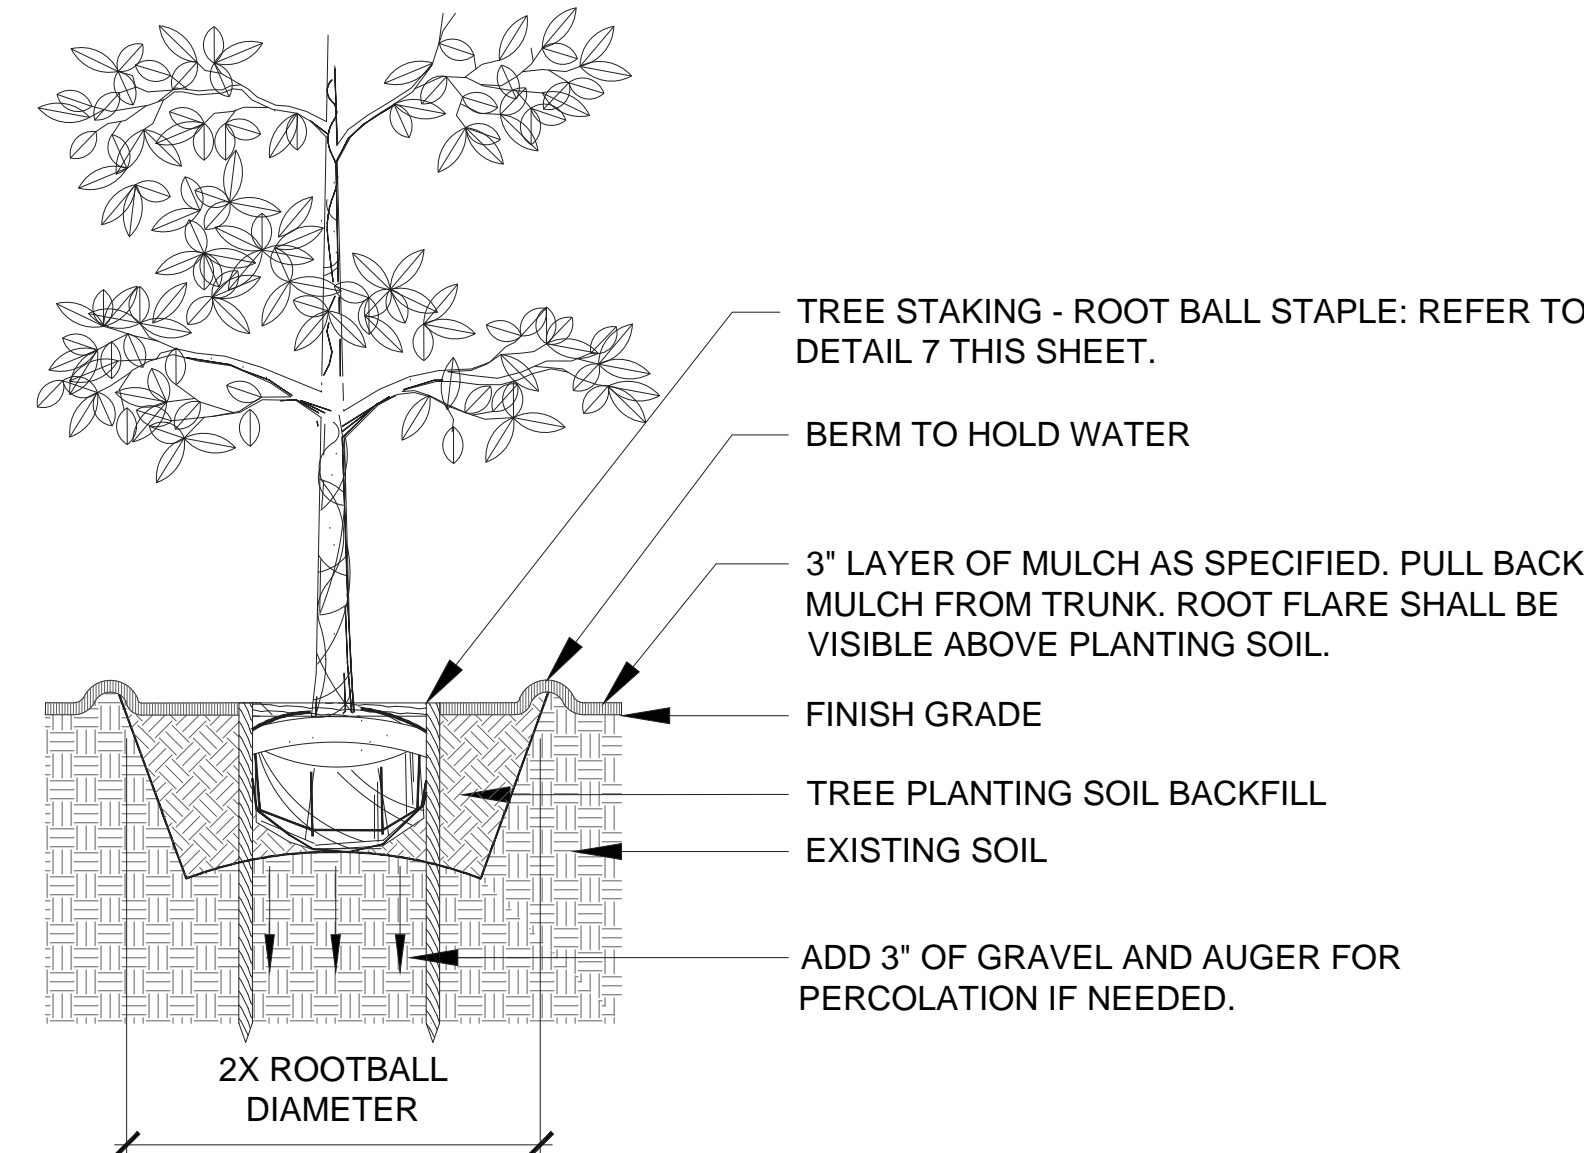 TREE STAKING - ROOT BALL STAPLE: REFER TO
DETAIL 7 THIS SHEET.
BERM TO HOLD WATER
3" LAYER OF MULCH AS SPECIFIED. PULL BACK
MULCH FROM TRUNK. ROOT FLARE SHALL BE
VISIBLE ABOVE PLANTING SOIL.
FINISH GRADE
TREE PLANTING SOIL BACKFILL
EXISTING SOIL
ADD 3" OF GRAVEL AND AUGER FOR
PERCOLATION IF NEEDED.
2X ROOTBALL
DIAMETER